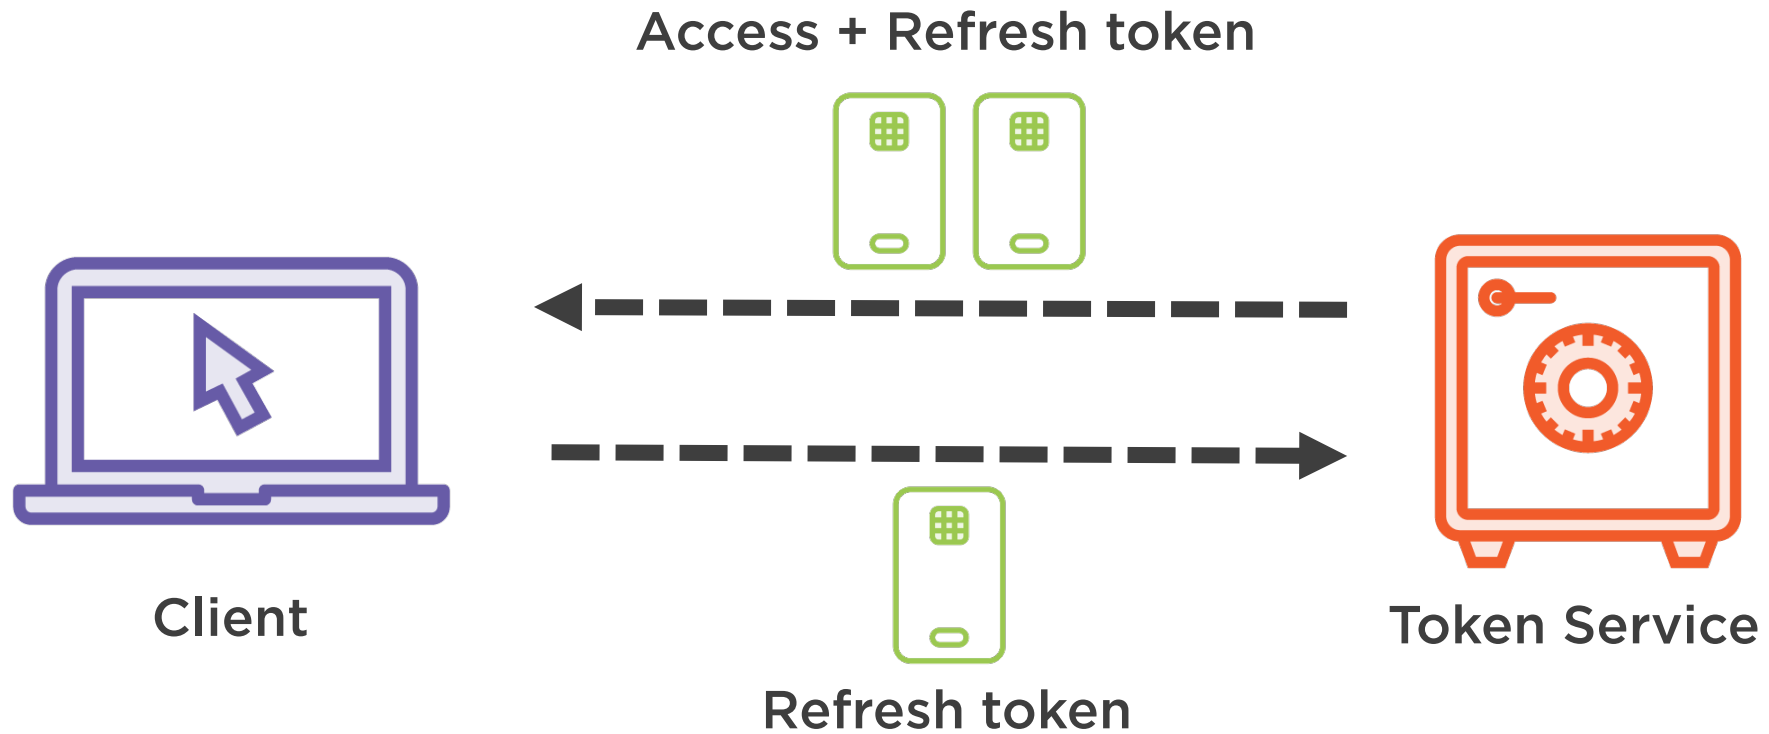 Access + Refresh token
Client
Token Service
Refresh token